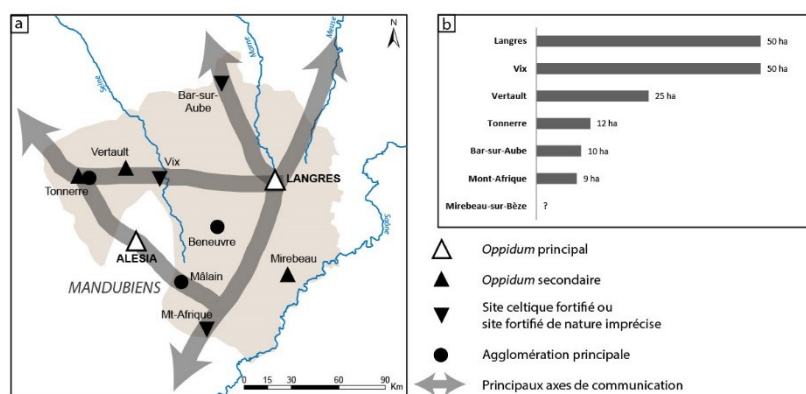 a
N
Seine
Marne
Meuse
Bar-sur-
Aube
Vertault
Vix
Tonnerre
LANGRES
Saône
Beneuvre
ALESIA
Mirebeau
MANDUBIENS
Mâlain
Mt-Afrique
0 15 30 60 90
Km
b
Langres 50 ha
Vix 50 ha
Vertault 25 ha
Tonnerre 12 ha
Bar-sur-Aube 10 ha
Mont-Afrique 9 ha
Mirebeau-sur-Bèze ?
Oppidum principal
Oppidum secondaire
Site celtique fortifié ou
site fortifié de nature imprécise
Agglomération principale
Principaux axes de communication